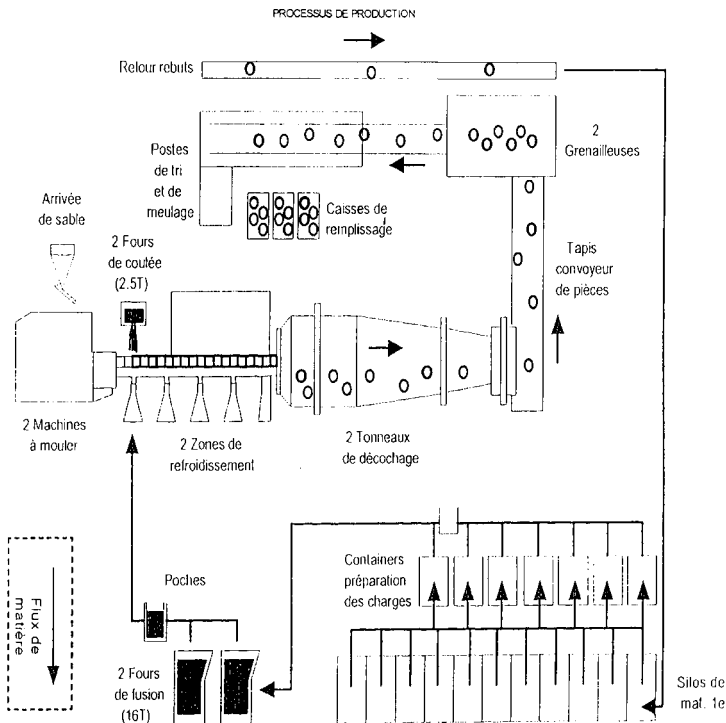 PROCESSUS DE PRODUCTION
Retour rebuts
2
Grenailleuses
Postes
de tri
et de
meulage
Caisses de
remplissage
Arrivée
de sable
2 Fours
de coutée
(2.5T)
Tapis
convoyeur
de pièces
2 Machines
à mouler
2 Zones de
refroidissement
2 Tonneaux
de décochage
Containers
préparation
des charges
Poches
Flux de
matière
2 Fours
de fusion
(16T)
Silos de
mat. 1e